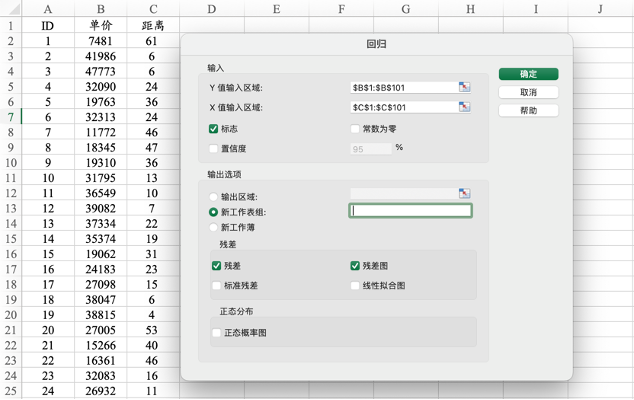 A B C D E F G H I J
1 ID 单价 距离
2 1 7481 61
3 2 41986 6
4 3 47773 6
5 4 32090 24
6 5 19763 36
7 6 32313 24
8 7 11772 46
9 8 18345 47
10 9 19310 36
11 10 31795 13
12 11 36549 10
13 12 39082 7
14 13 37334 22
15 14 35374 19
16 15 19062 31
17 16 24183 23
18 17 27098 15
19 18 38047 6
20 19 38815 4
21 20 27005 53
22 21 15266 40
23 22 16361 46
24 23 32083 16
25 24 26932 11
回归
输入
Y 值输入区域: $B$1:$B$101
X 值输入区域: $C$1:$C$101
标志 常数为零
置信度 95 %
输出选项
输出区域:
新工作表组:
新工作薄
残差
残差 残差图
标准残差 线性拟合图
正态分布
正态概率图
确定
取消
帮助